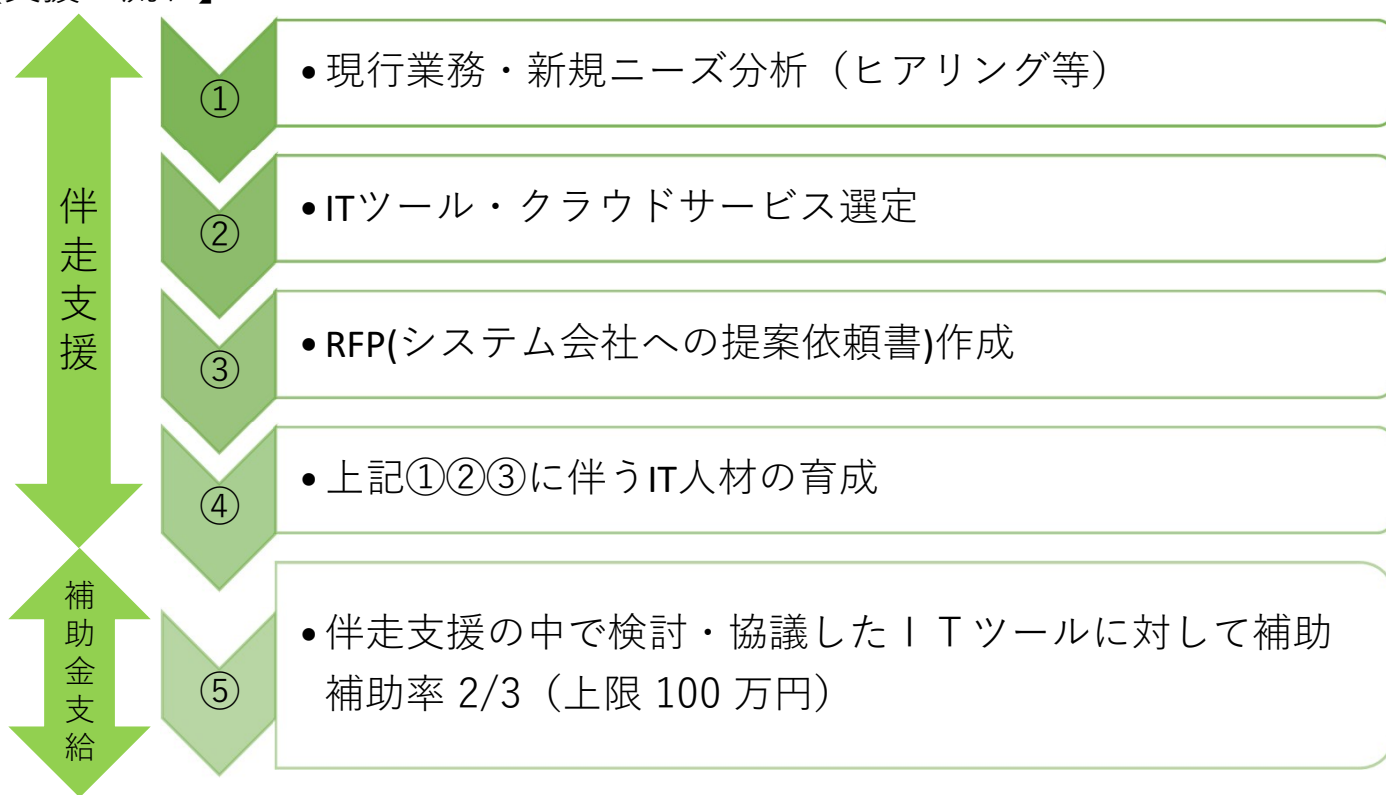 伴走支援
①
• 現行業務・新規ニーズ分析（ヒアリング等）
②
• ITツール・クラウドサービス選定
③
• RFP(システム会社への提案依頼書)作成
④
• 上記①②③に伴うIT人材の育成
補助金支給
⑤
• 伴走支援の中で検討・協議したＩＴツールに対して補助
補助率 2/3（上限 100 万円）